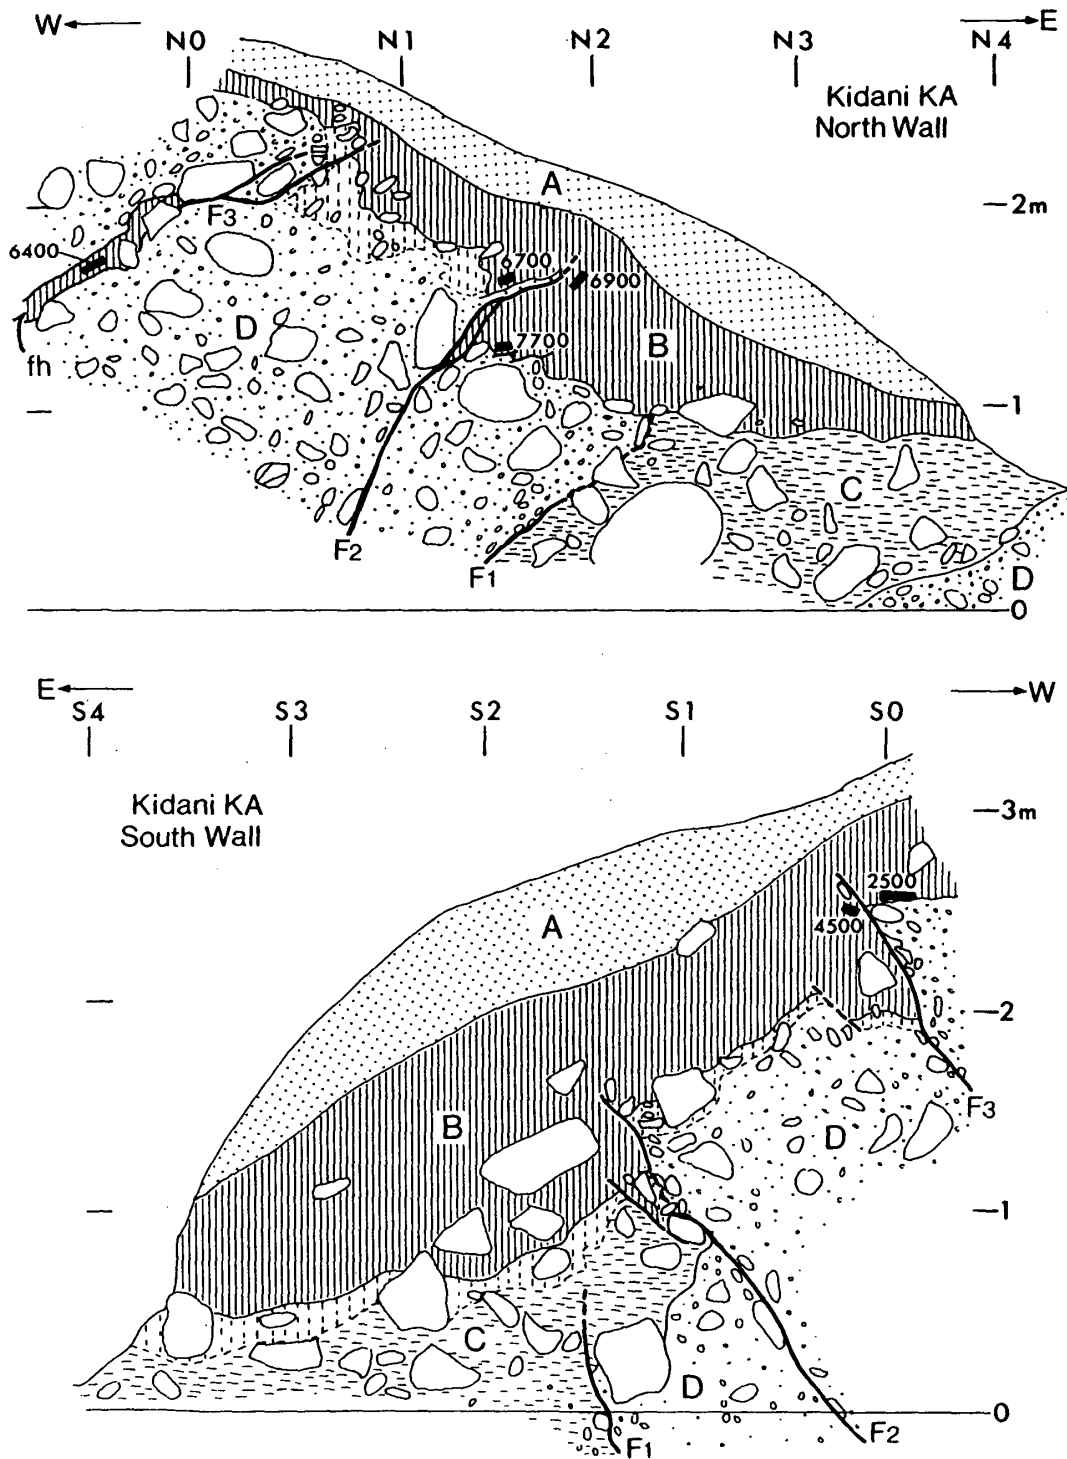 W E
N0 N1 N2 N3 N4
Kidani KA
North Wall
A
2m
F3
6400
6700
6900
D
7700
B
fh
1
C
F2
F1
D
0
E W
S4 S3 S2 S1 S0
Kidani KA
South Wall
3m
2500
A
4500
2
F3
B
D
1
C
D
0
F1
F2